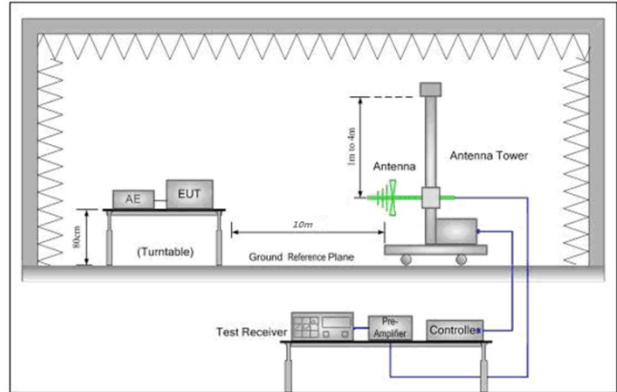 1m to 4m
Antenna
Antenna Tower
AE
EUT
80cm
(Turntable)
10m
Ground Reference Plane
Test Receiver
Pre-
Amplifier
Controller